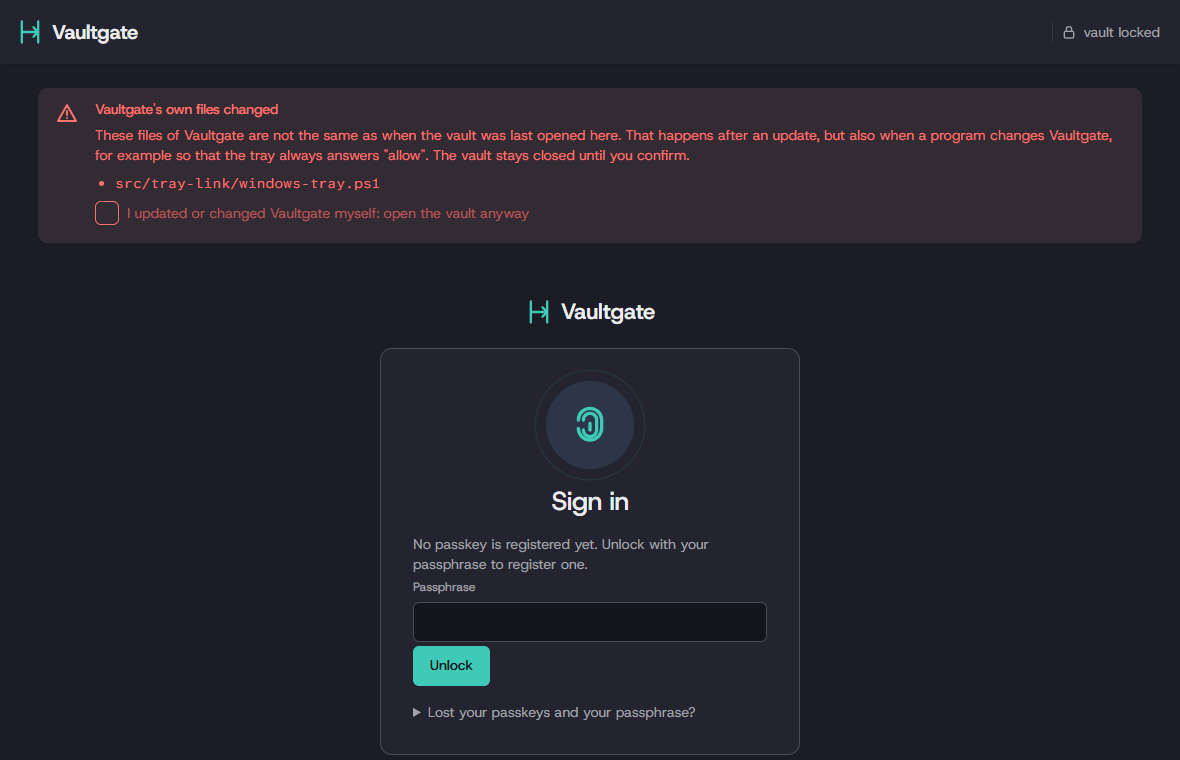 Vaultgate
vault locked
Vaultgate's own files changed
These files of Vaultgate are not the same as when the vault was last opened here. That happens after an update, but also when a program changes Vaultgate,
for example so that the tray always answers "allow". The vault stays closed until you confirm.
• src/tray-link/windows-tray.ps1
I updated or changed Vaultgate myself: open the vault anyway
Vaultgate
Sign in
No passkey is registered yet. Unlock with your
passphrase to register one.
Passphrase
Unlock
Lost your passkeys and your passphrase?